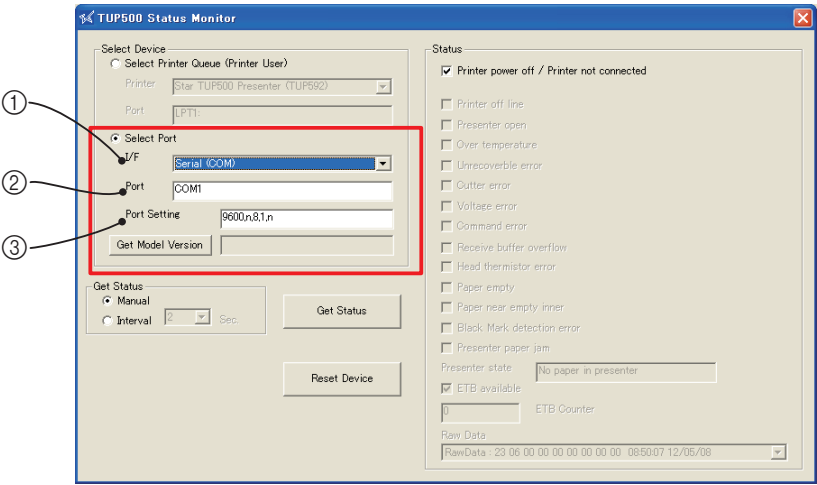 TUP500 Status Monitor
Select Device
Select Printer Queue (Printer User)
Printer
Star TUP500 Presenter (TUP592)
Port
LPT1:
①
Select Port
I/F
Serial (COM)
②
Port
COM1
③
Port Setting
9600,n,8,1,n
Get Model Version
Get Status
Manual
Interval
2
Sec.
Get Status
Reset Device
Status
Printer power off / Printer not connected
Printer off line
Presenter open
Over temperature
Unrecoverble error
Cutter error
Voltage error
Command error
Receive buffer overflow
Head thermistor error
Paper empty
Paper near empty inner
Black Mark detection error
Presenter paper jam
Presenter state
No paper in presenter
ETB available
0
ETB Counter
Raw Data
RawData : 23 06 00 00 00 00 00 00 00 08:50:07 12/05/08